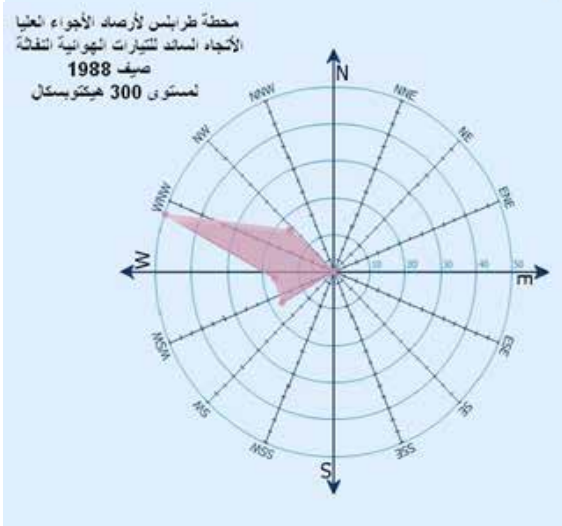 محطة طرابلس لأرصاد الأجواء العليا
الأتجاه السائد للتيارات الهوائية النفاثة
صيف 1988
لمستوى 300 هيكتوبسكال
N
NNE
NE
ENE
E
ESE
SE
SSE
S
SSW
SW
WSW
W
WNW
NW
NNW
10 20 30 40 50